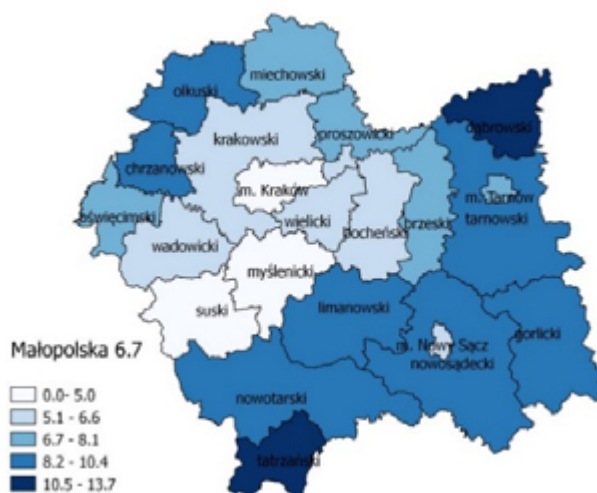 miechowski
olkuski
dąbrowski
proszowicki
krakowski
chrzanowski
m. Kraków
m. Tarnów
oświęcimski
wielicki
bocheński
brzeski
tarnowski
wadowicki
myślenicki
suski
limanowski
gorlicki
m. Nowy Sącz
nowosądecki
nowotarski
tatrzański
Małopolska 6.7
0.0- 5.0
5.1 - 6.6
6.7 - 8.1
8.2 - 10.4
10.5 - 13.7